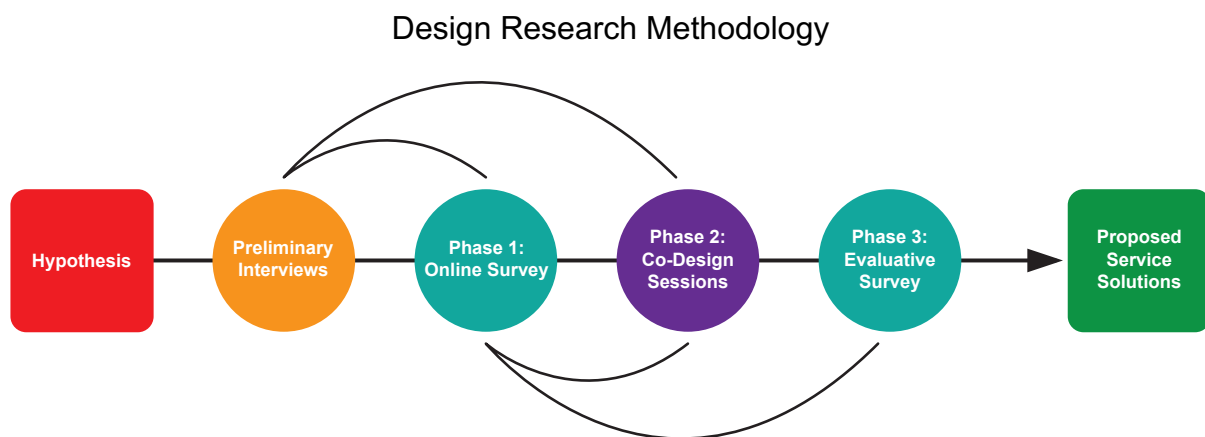 Design Research Methodology
Hypothesis
Preliminary
Interviews
Phase 1:
Online Survey
Phase 2:
Co-Design
Sessions
Phase 3:
Evaluative
Survey
Proposed
Service
Solutions